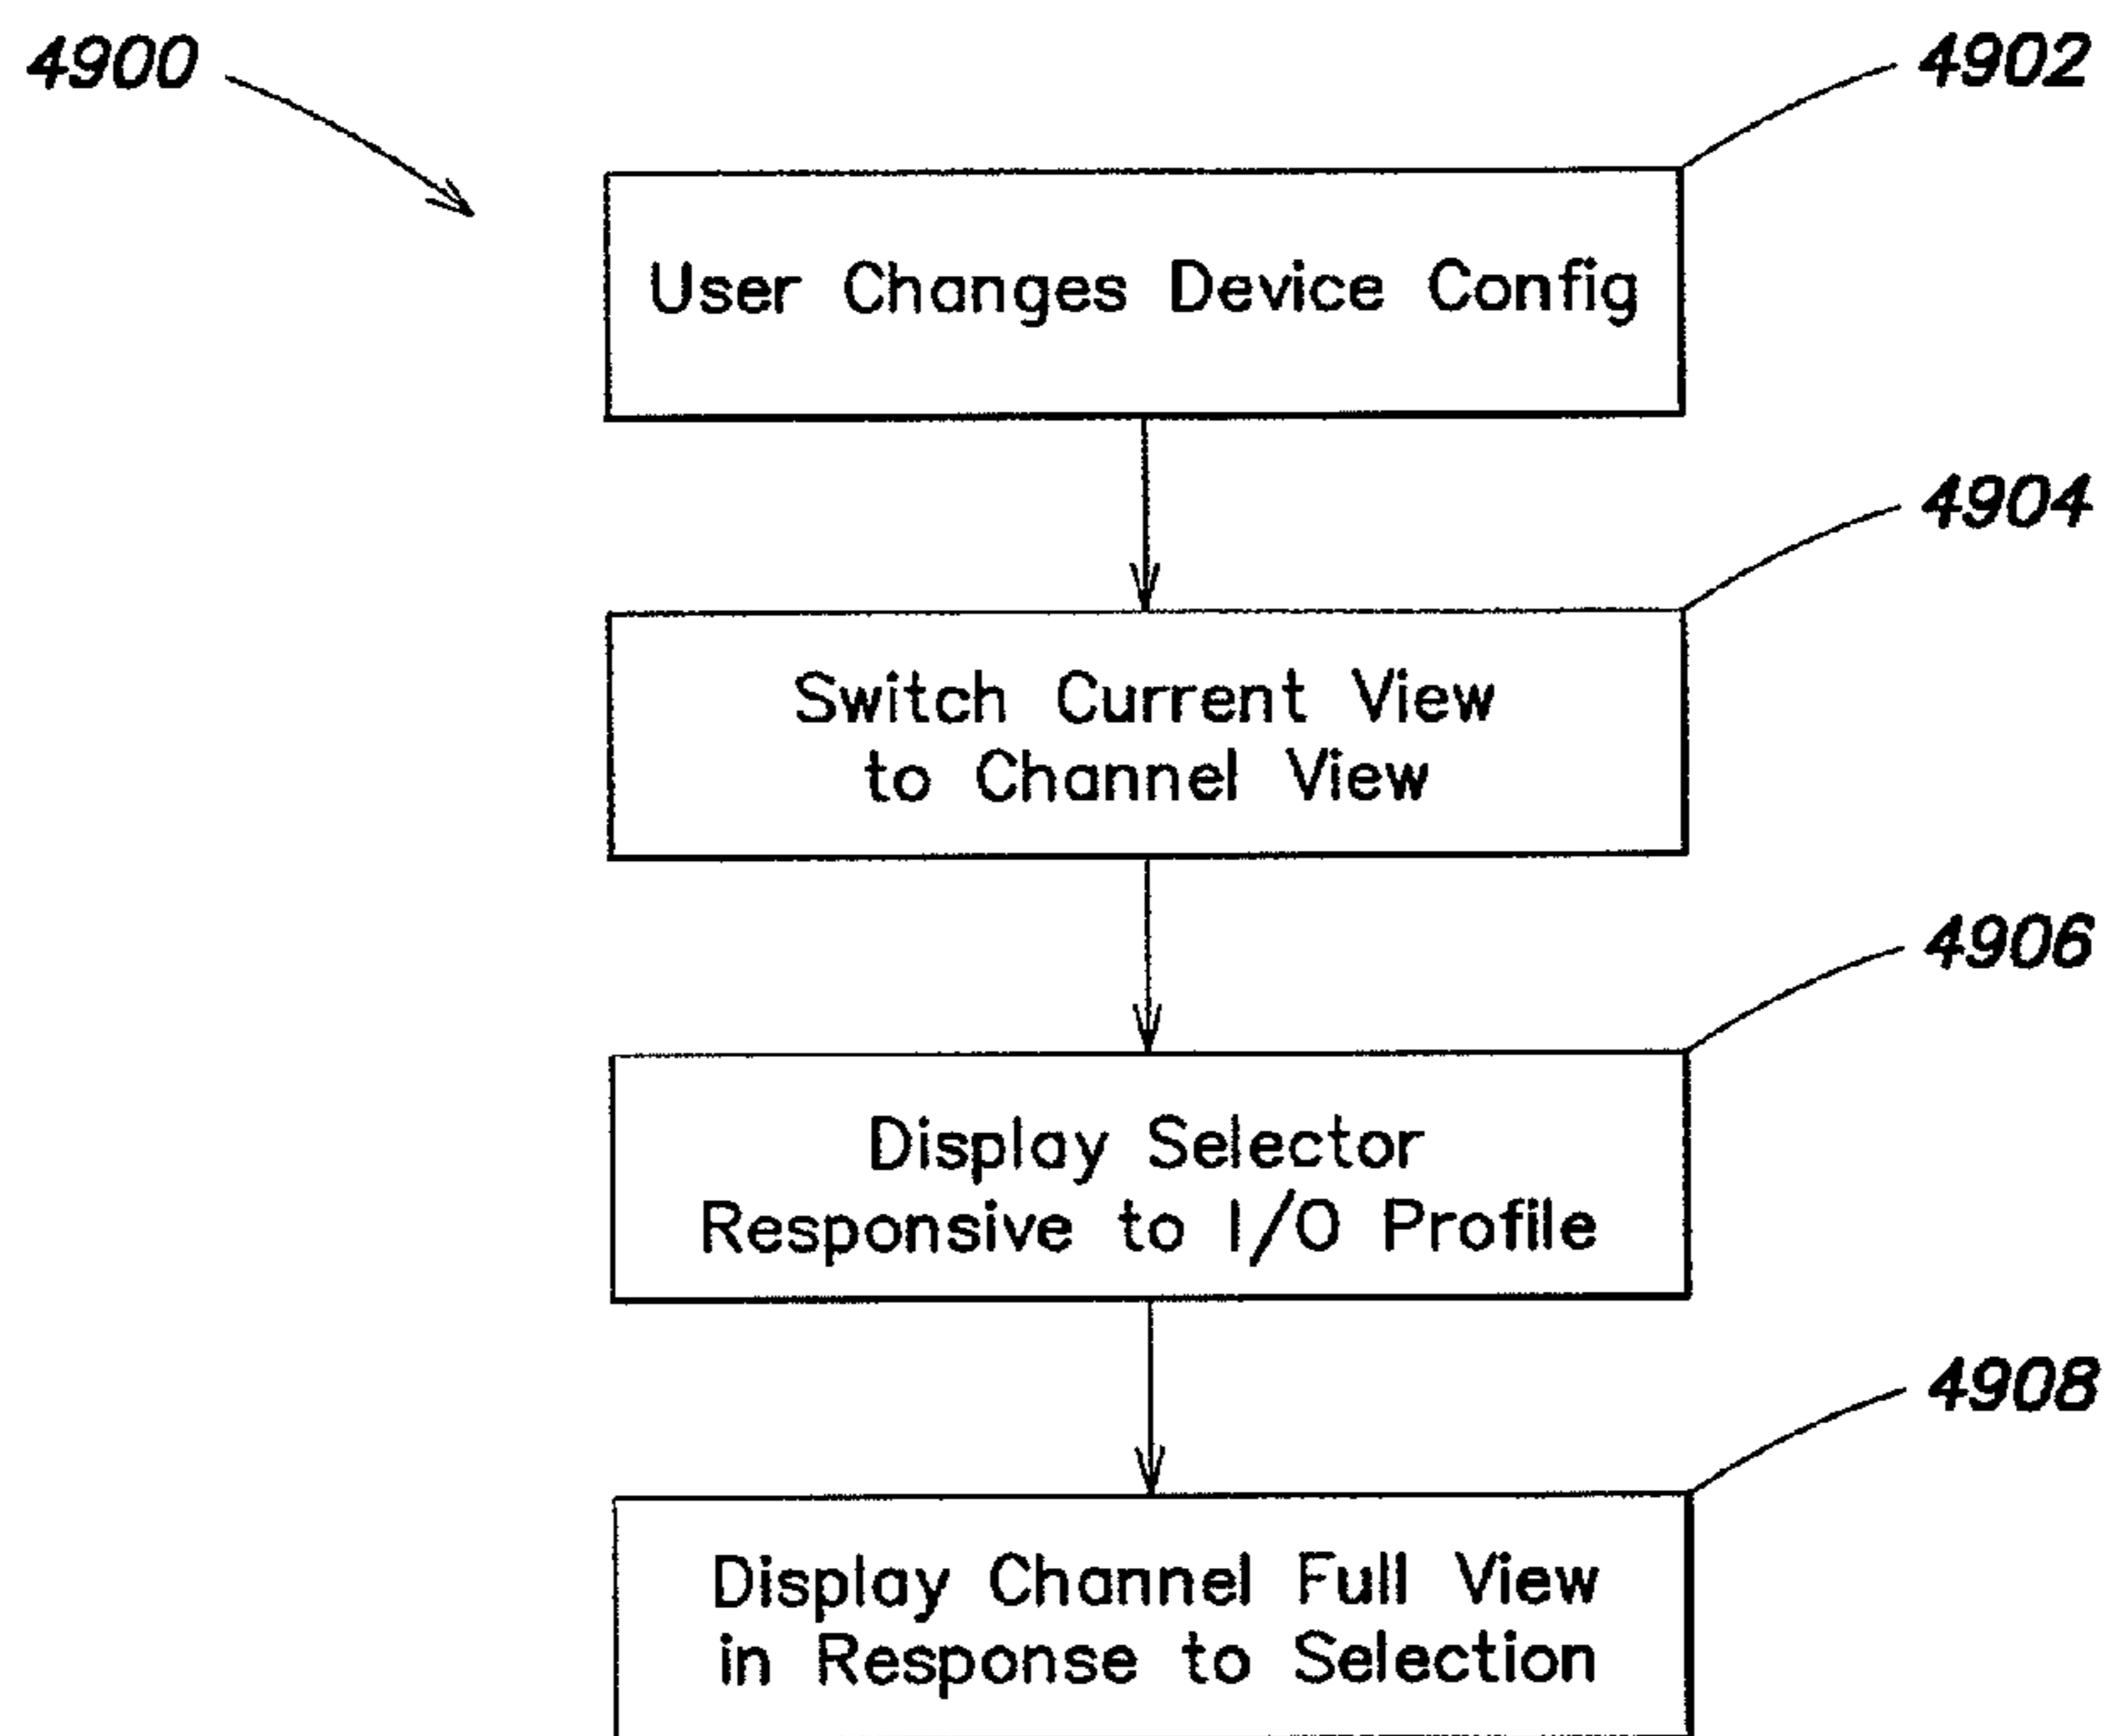 4900
4902
User Changes Device Config
4904
Switch Current View
to Channel View
4906
Display Selector
Responsive to I/O Profile
4908
Display Channel Full View
in Response to Selection